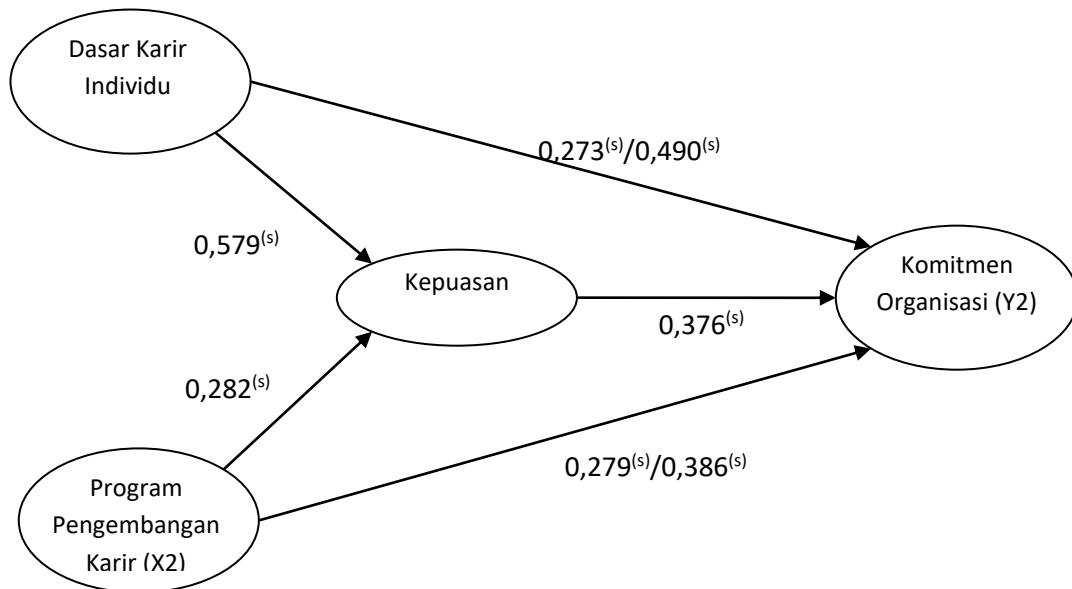 Dasar Karir
Individu
0,273⁽ˢ⁾/0,490⁽ˢ⁾
0,579⁽ˢ⁾
Kepuasan
Komitmen
Organisasi (Y2)
0,376⁽ˢ⁾
0,282⁽ˢ⁾
0,279⁽ˢ⁾/0,386⁽ˢ⁾
Program
Pengembangan
Karir (X2)